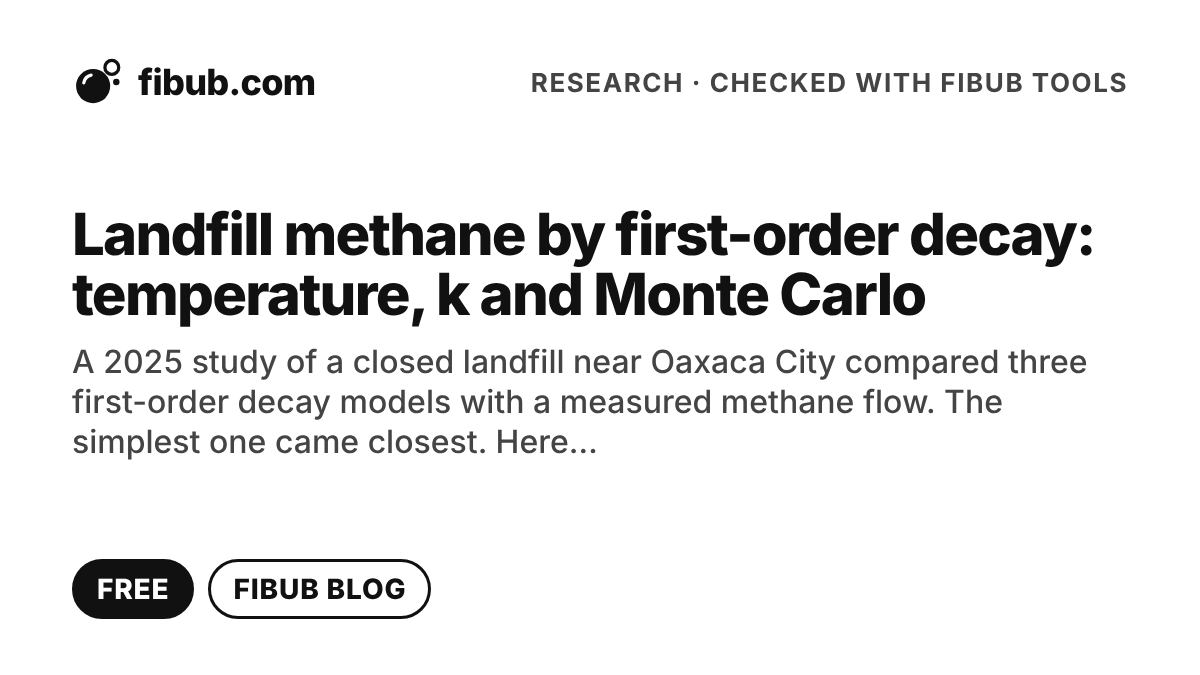 fibub.com
RESEARCH · CHECKED WITH FIBUB TOOLS
Landfill methane by first-order decay:
temperature, k and Monte Carlo
A 2025 study of a closed landfill near Oaxaca City compared three
first-order decay models with a measured methane flow. The
simplest one came closest. Here...
FREE
FIBUB BLOG